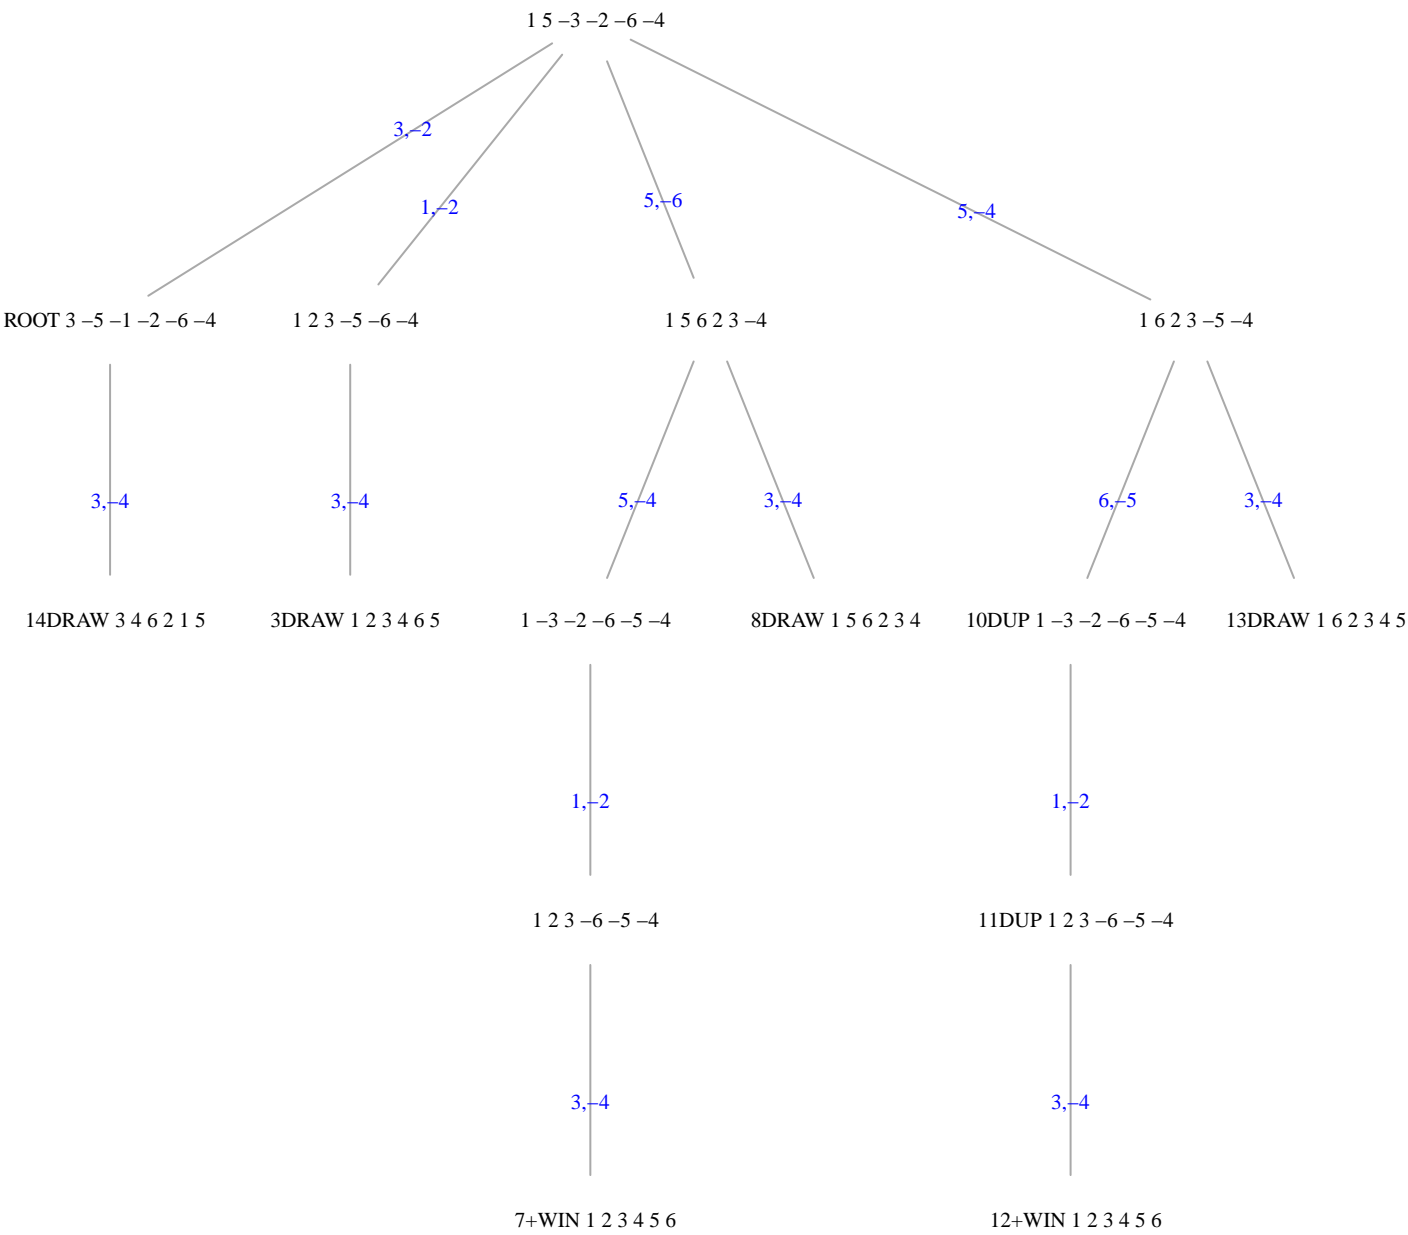 1 5 −3 −2 −6 −4
3,−2
1,−2
5,−6
5,−4
ROOT 3 −5 −1 −2 −6 −4
1 2 3 −5 −6 −4
1 5 6 2 3 −4
1 6 2 3 −5 −4
3,−4
3,−4
5,−4
3,−4
6,−5
3,−4
14DRAW 3 4 6 2 1 5
3DRAW 1 2 3 4 6 5
1 −3 −2 −6 −5 −4
8DRAW 1 5 6 2 3 4
10DUP 1 −3 −2 −6 −5 −4
13DRAW 1 6 2 3 4 5
1,−2
1,−2
1 2 3 −6 −5 −4
11DUP 1 2 3 −6 −5 −4
3,−4
3,−4
7+WIN 1 2 3 4 5 6
12+WIN 1 2 3 4 5 6